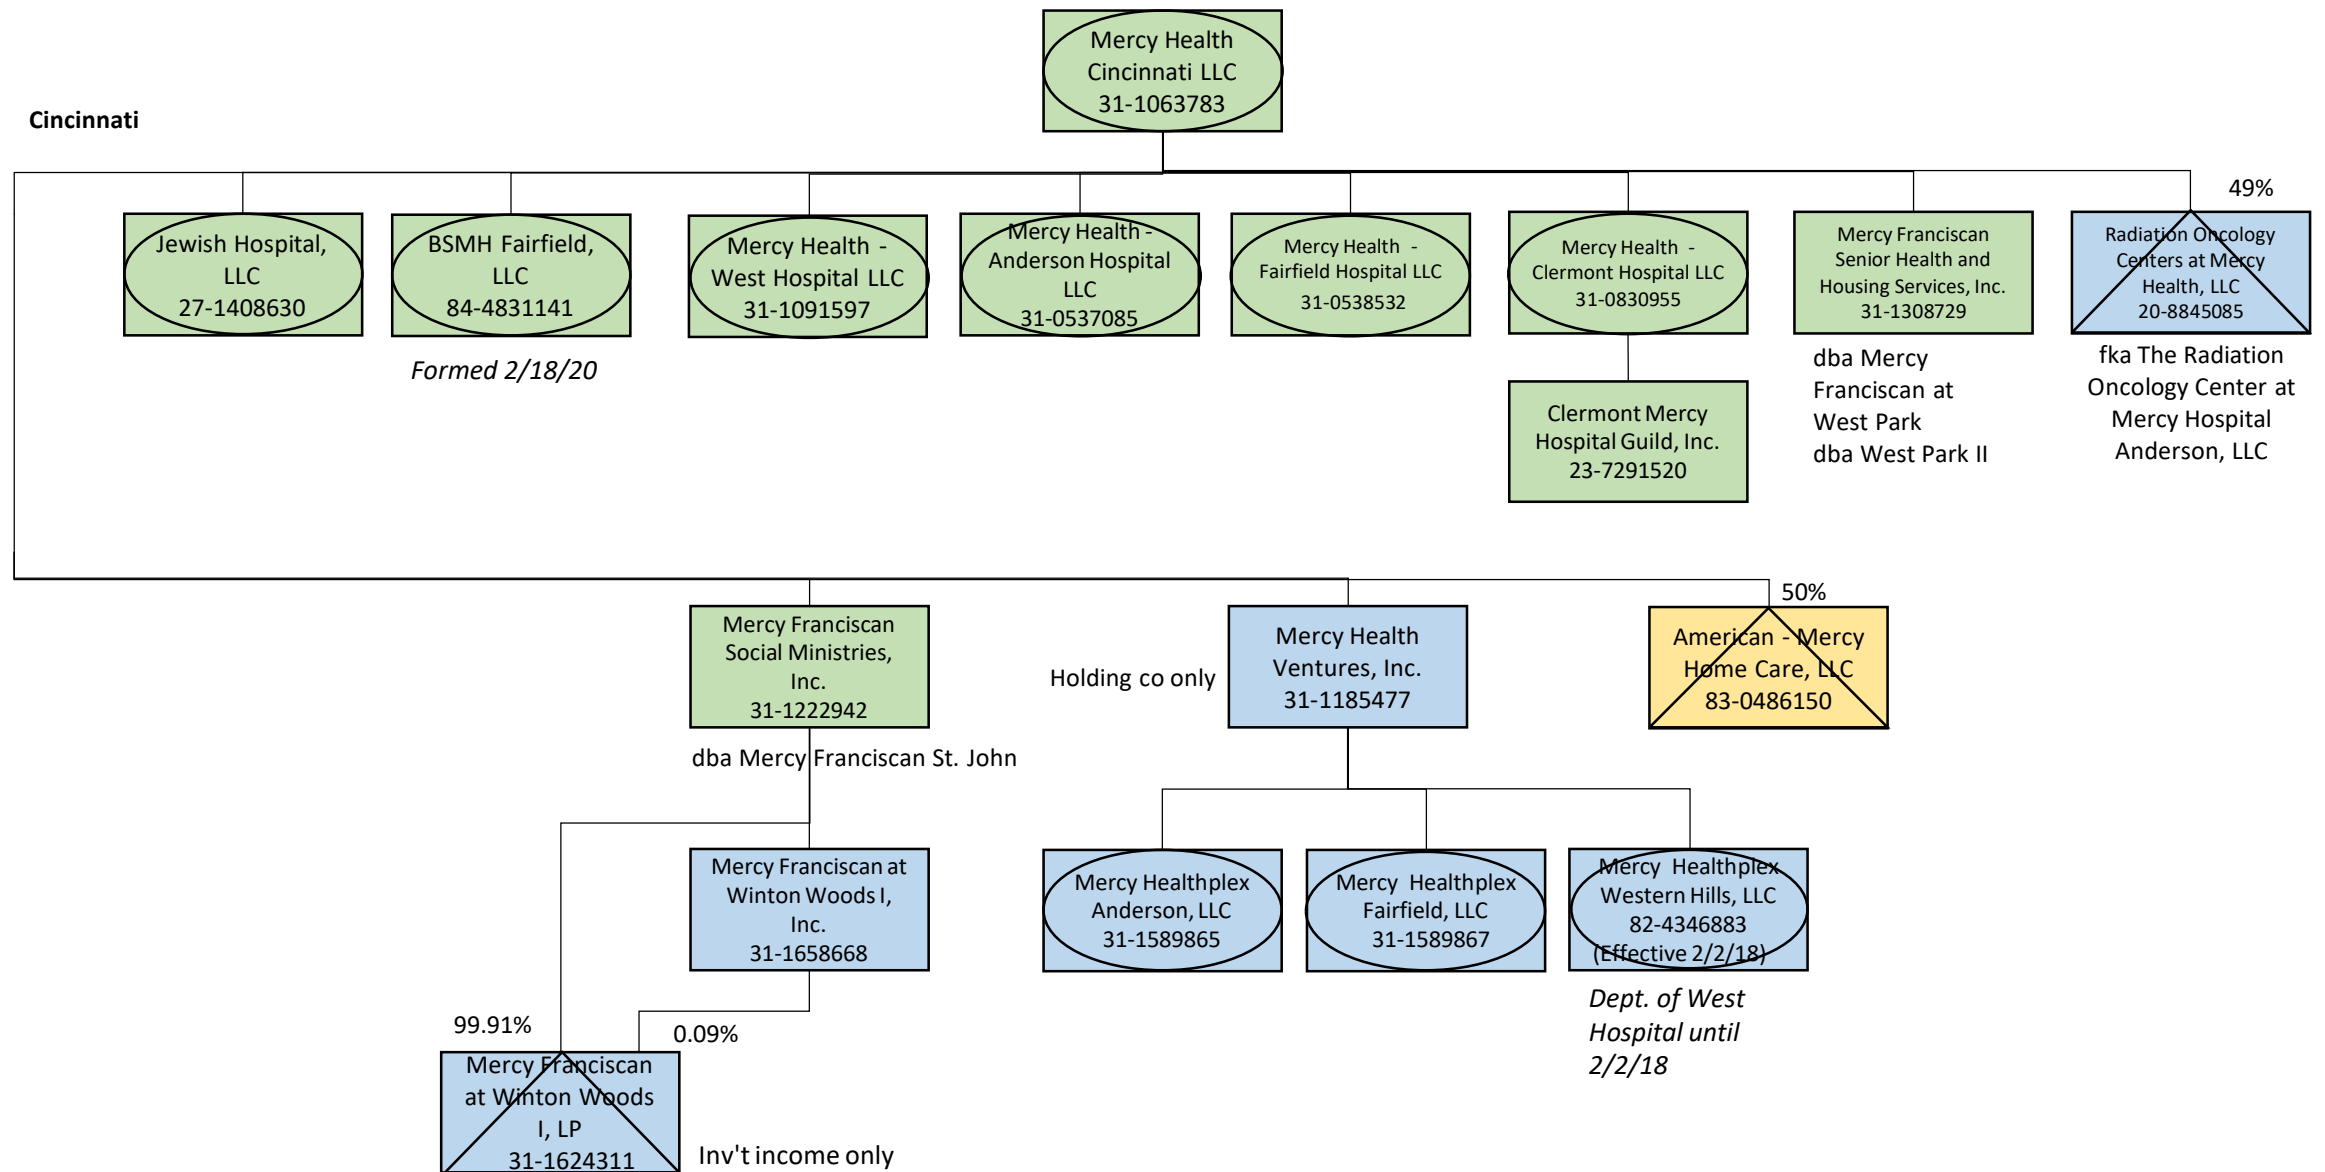 Mercy Health
Cincinnati LLC
31-1063783
Cincinnati
49%
Jewish Hospital,
LLC
27-1408630
BSMH Fairfield,
LLC
84-4831141
Formed 2/18/20
Mercy Health -
West Hospital LLC
31-1091597
Mercy Health -
Anderson Hospital
LLC
31-0537085
Mercy Health -
Fairfield Hospital LLC
31-0538532
Mercy Health -
Clermont Hospital LLC
31-0830955
Mercy Franciscan
Senior Health and
Housing Services, Inc.
31-1308729
dba Mercy
Franciscan at
West Park
dba West Park II
Radiation Oncology
Centers at Mercy
Health, LLC
20-8845085
fka The Radiation
Oncology Center at
Mercy Hospital
Anderson, LLC
Clermont Mercy
Hospital Guild, Inc.
23-7291520
Mercy Franciscan
Social Ministries,
Inc.
31-1222942
dba Mercy Franciscan St. John
Holding co only
Mercy Health
Ventures, Inc.
31-1185477
50%
American - Mercy
Home Care, LLC
83-0486150
Mercy Franciscan at
Winton Woods I,
Inc.
31-1658668
Mercy Healthplex
Anderson, LLC
31-1589865
Mercy Healthplex
Fairfield, LLC
31-1589867
Mercy Healthplex
Western Hills, LLC
82-4346883
(Effective 2/2/18)
Dept. of West
Hospital until
2/2/18
99.91%
0.09%
Mercy Franciscan
at Winton Woods
I, LP
31-1624311
Inv't income only